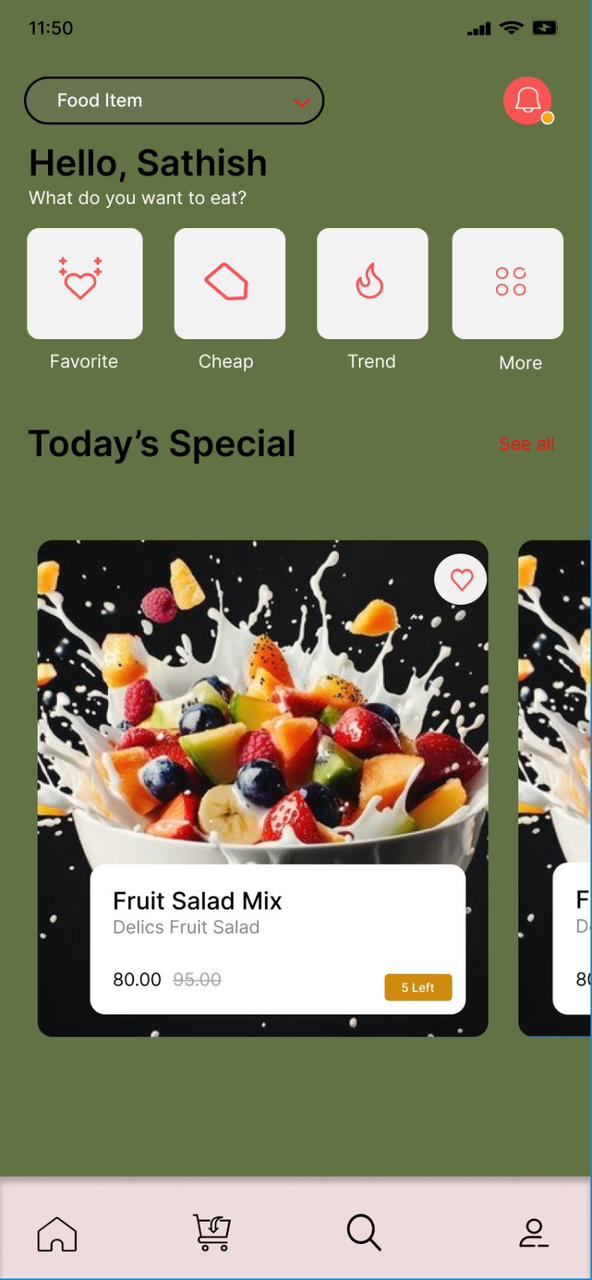 11:50
Food Item
Hello, Sathish
What do you want to eat?
Favorite Cheap Trend More
Today’s Special See all
Fruit Salad Mix
Delics Fruit Salad
80.00 95.00
5 Left
F
D
80